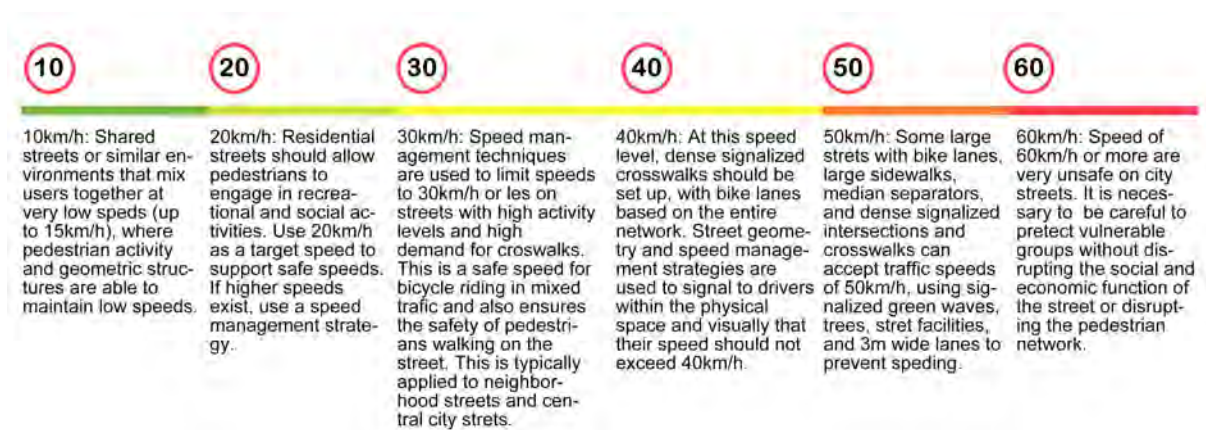 10
20
30
40
50
60
10km/h: Shared
streets or similar en-
vironments that mix
users together at
very low speds (up
to 15km/h), where
pedestrian activity
and geometric struc-
tures are able to
maintain low speeds.
20km/h: Residential
streets should allow
pedestrians to
engage in recrea-
tional and social ac-
tivities. Use 20km/h
as a target speed to
support safe speeds.
If higher speeds
exist, use a speed
management strate-
gy.
30km/h: Speed man-
agement techniques
are used to limit speeds
to 30km/h or les on
streets with high activity
levels and high
demand for croswalks.
This is a safe speed for
bicycle riding in mixed
trafic and also ensures
the safety of pedestri-
ans walking on the
street. This is typically
applied to neighbor-
hood streets and cen-
tral city strets.
40km/h: At this speed
level, dense signalized
crosswalks should be
set up, with bike lanes
based on the entire
network. Street geome-
try and speed manage-
ment strategies are
used to signal to drivers
within the physical
space and visually that
their speed should not
exceed 40km/h.
50km/h: Some large
strets with bike lanes,
large sidewalks,
median separators,
and dense signalized
intersections and
crosswalks can
accept traffic speeds
of 50km/h, using sig-
nalized green waves,
trees, stret facilities,
and 3m wide lanes to
prevent speding.
60km/h: Speed of
60km/h or more are
very unsafe on city
streets. It is neces-
sary to be careful to
pretect vulnerable
groups without dis-
rupting the social and
economic function of
the street or disrupt-
ing the pedestrian
network.